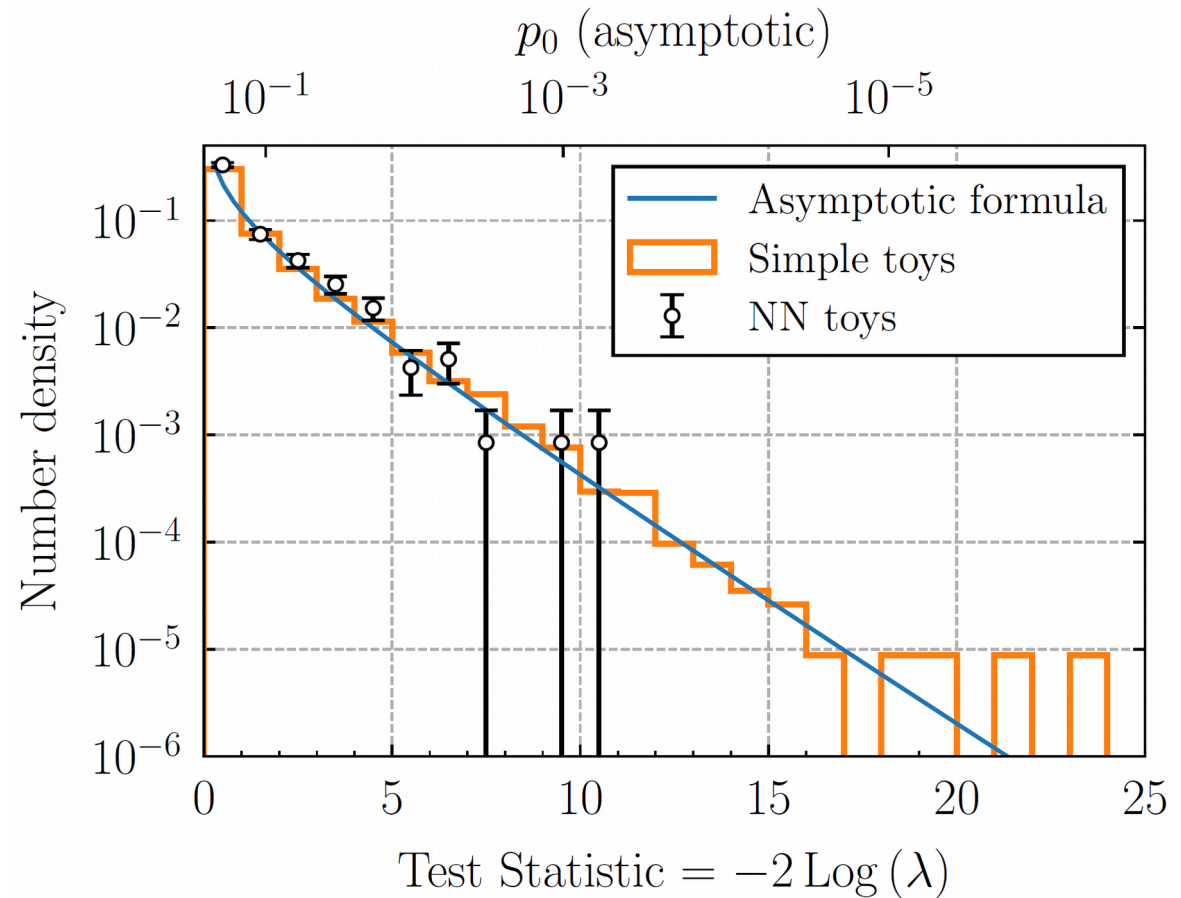 p₀ (asymptotic)
10⁻¹ 10⁻³ 10⁻⁵
Asymptotic formula
Simple toys
NN toys
Number density
10⁻¹
10⁻²
10⁻³
10⁻⁴
10⁻⁵
10⁻⁶
0 5 10 15 20 25
Test Statistic = −2 Log (λ)